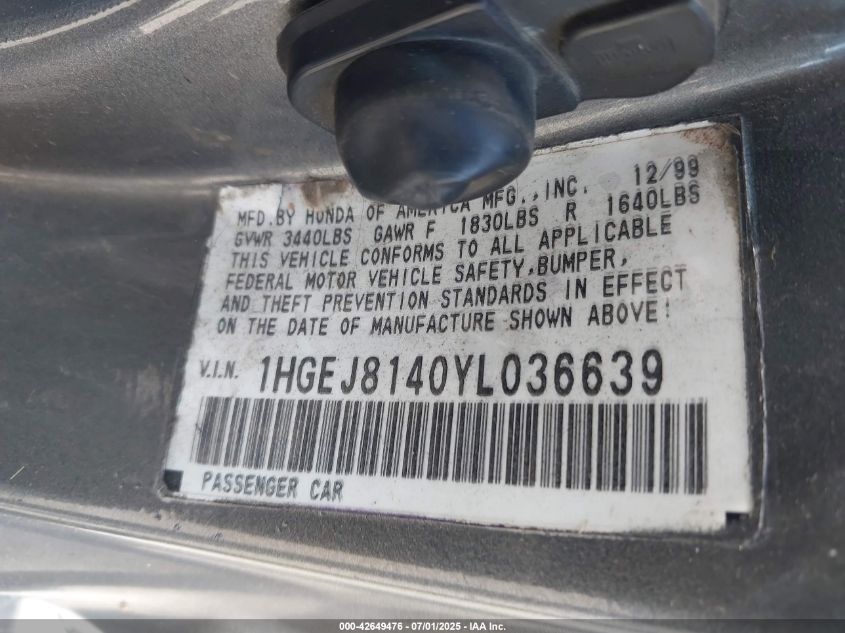 12/99
MFD.BY HONDA OF AMERICA MFG.,INC.
GVWR 3440LBS GAWR F 1830LBS R 1640LBS
THIS VEHICLE CONFORMS TO ALL APPLICABLE
FEDERAL MOTOR VEHICLE SAFETY,BUMPER,
AND THEFT PREVENTION STANDARDS IN EFFECT
ON THE DATE OF MANUFACTURE SHOWN ABOVE!
V.I.N. 1HGEJ8140YL036639
PASSENGER CAR
000-42649476 - 07/01/2025 - IAA Inc.